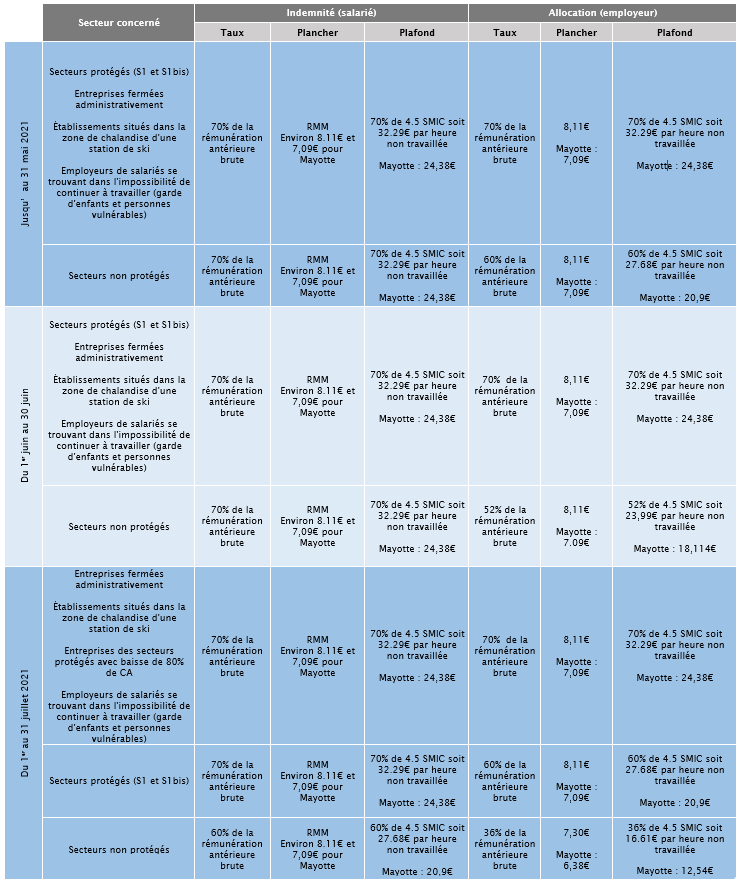 Secteur concerné
Indemnité (salarié)
Allocation (employeur)
Taux
Plancher
Plafond
Taux
Plancher
Plafond
Jusqu' au 31 mai 2021
Secteurs protégés (S1 et S1bis)
Entreprises fermées
administrativement
Établissements situés dans la
zone de chalandise d'une
station de ski
Employeurs de salariés se
trouvant dans l'impossibilité de
continuer à travailler (garde
d'enfants et personnes
vulnérables)
70% de la
rémunération
antérieure
brute
RMM
Environ 8.11€ et
7,09€ pour
Mayotte
70% de 4.5 SMIC soit
32.29€ par heure
non travaillée
Mayotte : 24,38€
70% de la
rémunération
antérieure
brute
8,11€
Mayotte :
7,09€
70% de 4.5 SMIC soit
32.29€ par heure non
travaillée
Mayotte : 24,38€
Secteurs non protégés
70% de la
rémunération
antérieure
brute
RMM
Environ 8.11€ et
7,09€ pour
Mayotte
70% de 4.5 SMIC soit
32.29€ par heure
non travaillée
Mayotte : 24,38€
60% de la
rémunération
antérieure
brute
8,11€
Mayotte :
7,09€
60% de 4.5 SMIC soit
27.68€ par heure non
travaillée
Mayotte : 20,9€
Du 1er juin au 30 juin
Secteurs protégés (S1 et S1bis)
Entreprises fermées
administrativement
Établissements situés dans la
zone de chalandise d'une
station de ski
Employeurs de salariés se
trouvant dans l'impossibilité de
continuer à travailler (garde
d'enfants et personnes
vulnérables)
70% de la
rémunération
antérieure
brute
RMM
Environ 8.11€ et
7,09€ pour
Mayotte
70% de 4.5 SMIC soit
32.29€ par heure
non travaillée
Mayotte : 24,38€
70% de la
rémunération
antérieure
brute
8,11€
Mayotte :
7,09€
70% de 4.5 SMIC soit
32.29€ par heure non
travaillée
Mayotte : 24,38€
Secteurs non protégés
70% de la
rémunération
antérieure
brute
RMM
Environ 8.11€ et
7,09€ pour
Mayotte
70% de 4.5 SMIC soit
32.29€ par heure
non travaillée
Mayotte : 24,38€
52% de la
rémunération
antérieure
brute
8,11€
Mayotte :
7.09€
52% de 4.5 SMIC soit
23,99€ par heure non
travaillée
Mayotte : 18,114€
Du 1er au 31 juillet 2021
Entreprises fermées
administrativement
Établissements situés dans la
zone de chalandise d'une
station de ski
Entreprises des secteurs
protégés avec baisse de 80%
de CA
Employeurs de salariés se
trouvant dans l'impossibilité de
continuer à travailler (garde
d'enfants et personnes
vulnérables)
70% de la
rémunération
antérieure
brute
RMM
Environ 8.11€ et
7,09€ pour
Mayotte
70% de 4.5 SMIC soit
32.29€ par heure
non travaillée
Mayotte : 24,38€
70% de la
rémunération
antérieure
brute
8,11€
Mayotte :
7,09€
70% de 4.5 SMIC soit
32.29€ par heure non
travaillée
Mayotte : 24,38€
Secteurs protégés (S1 et S1bis)
70% de la
rémunération
antérieure
brute
RMM
Environ 8.11€ et
7,09€ pour
Mayotte
70% de 4.5 SMIC soit
32.29€ par heure
non travaillée
Mayotte : 24,38€
60% de la
rémunération
antérieure
brute
8,11€
Mayotte :
7,09€
60% de 4.5 SMIC soit
27.68€ par heure non
travaillée
Mayotte : 20,9€
Secteurs non protégés
60% de la
rémunération
antérieure
brute
RMM
Environ 8.11€ et
7,09€ pour
Mayotte
60% de 4.5 SMIC soit
27.68€ par heure
non travaillée
Mayotte : 20,9€
36% de la
rémunération
antérieure
brute
7,30€
Mayotte :
6,38€
36% de 4.5 SMIC soit
16.61€ par heure non
travaillée
Mayotte : 12,54€